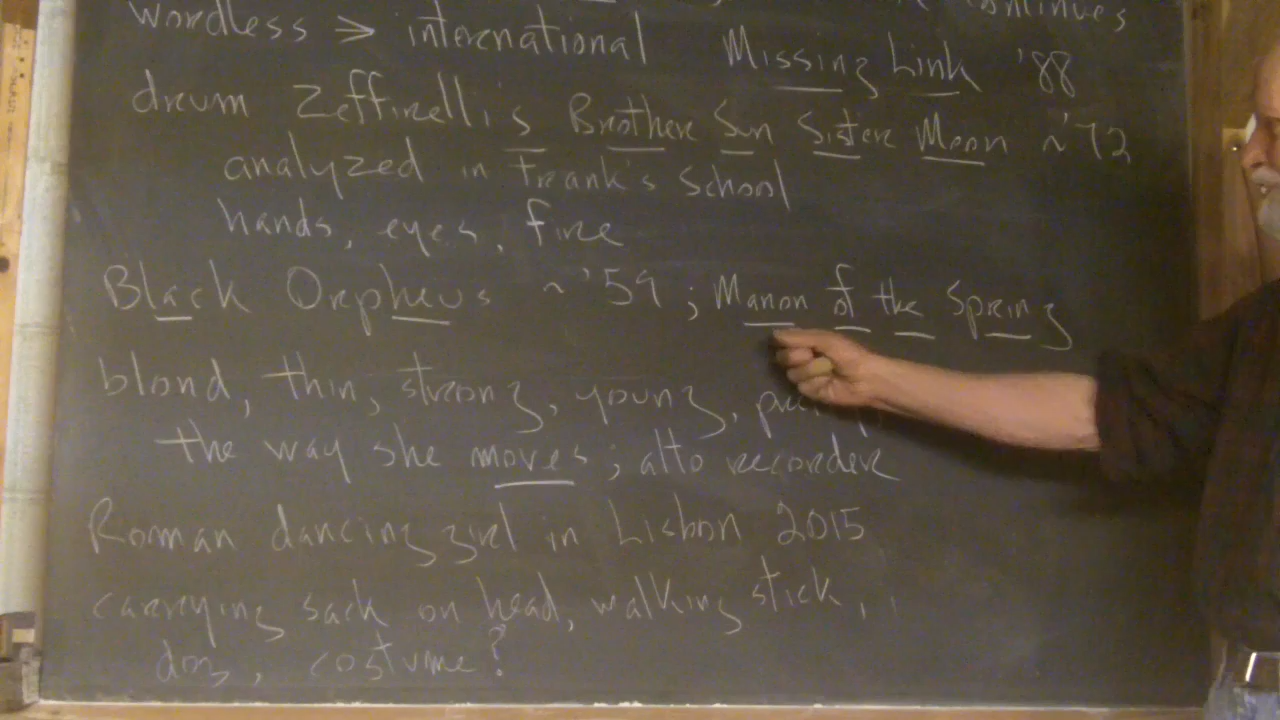 continues
wordless ⇒ international Missing Link '88
drum Zeffirelli's Brother Sun Sister Moon ~'72
analyzed in Frank's School
hands, eyes, fire
Black Orpheus ~'59; Manon of the Spring
blond, thin, strong, young,
the way she moves; alto recorder
Roman dancing girl in Lisbon 2015
carrying sack on head, walking stick,
dog, costume?